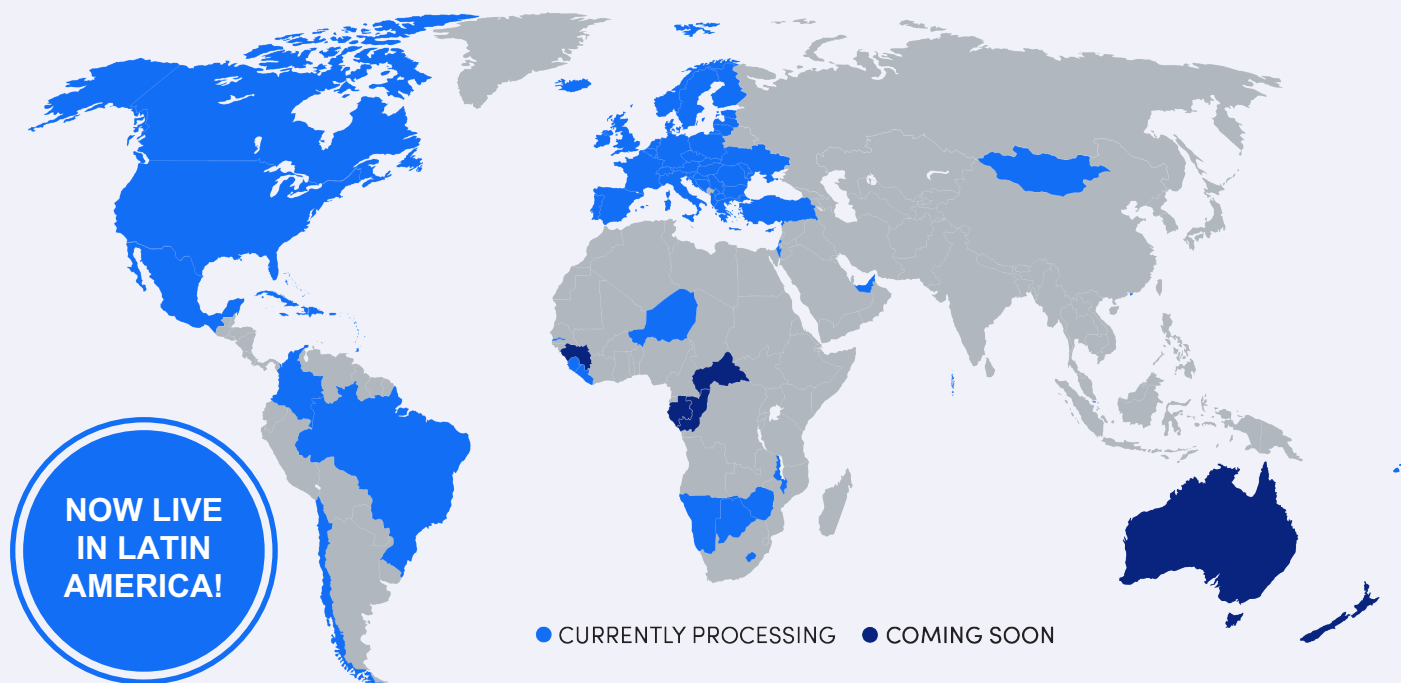 NOW LIVE
IN LATIN
AMERICA!
CURRENTLY PROCESSING
COMING SOON